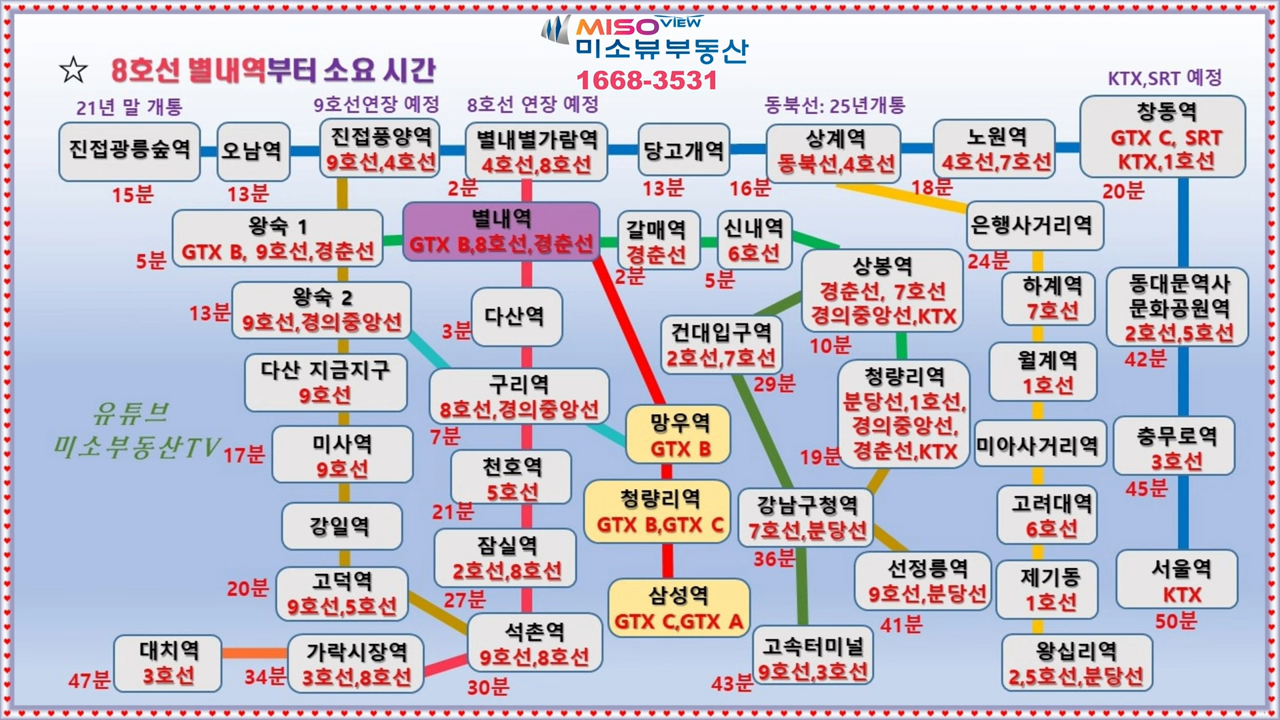 MISO VIEW
미소뷰부동산
1668-3531
☆ 8호선 별내역부터 소요 시간
KTX,SRT 예정
21년 말 개통
9호선연장 예정
8호선 연장 예정
동북선: 25년개통
진접광릉숲역
15분
오남역
13분
진접풍양역
9호선,4호선
별내별가람역
4호선,8호선
2분
당고개역
13분
상계역
동북선,4호선
16분
노원역
4호선,7호선
18분
창동역
GTX C, SRT
KTX,1호선
20분
왕숙 1
GTX B, 9호선,경춘선
5분
별내역
GTX B,8호선,경춘선
갈매역
경춘선
2분
신내역
6호선
5분
상봉역
경춘선, 7호선
경의중앙선,KTX
10분
은행사거리역
24분
왕숙 2
9호선,경의중앙선
13분
다산역
3분
건대입구역
2호선,7호선
29분
하계역
7호선
동대문역사
문화공원역
2호선,5호선
42분
다산 지금지구
9호선
구리역
8호선,경의중앙선
7분
망우역
GTX B
청량리역
분당선,1호선,
경의중앙선,
경춘선,KTX
19분
월계역
1호선
유튜브
미소부동산TV
미사역
9호선
17분
천호역
5호선
21분
청량리역
GTX B,GTX C
강남구청역
7호선,분당선
36분
미아사거리역
충무로역
3호선
45분
강일역
잠실역
2호선,8호선
27분
고려대역
6호선
고덕역
9호선,5호선
20분
삼성역
GTX C,GTX A
선정릉역
9호선,분당선
41분
제기동
1호선
서울역
KTX
50분
대치역
3호선
47분
가락시장역
3호선,8호선
34분
석촌역
9호선,8호선
30분
고속터미널
9호선,3호선
43분
왕십리역
2,5호선,분당선